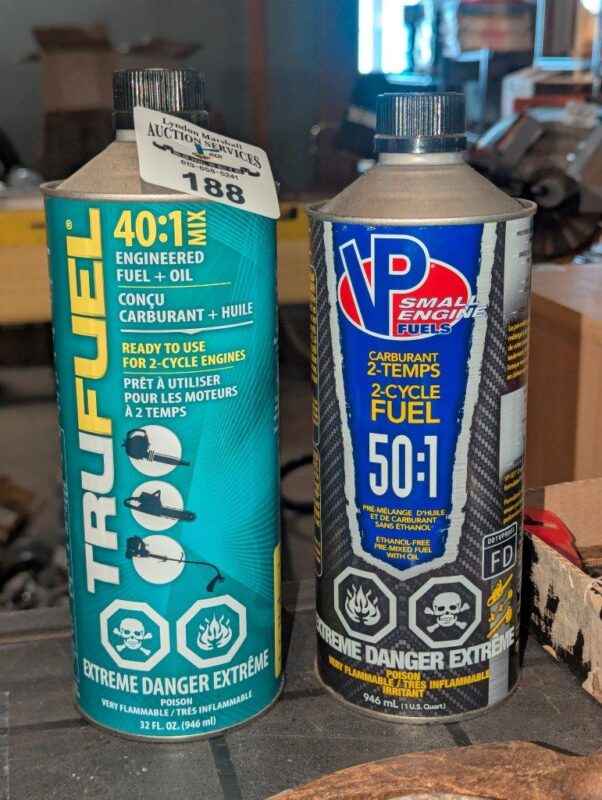 Lyndon Marshall
AUCTION SERVICES
613-659-5241
188
TRUFUEL®
40:1 MIX
ENGINEERED
FUEL + OIL
CONÇU
CARBURANT + HUILE
READY TO USE
FOR 2-CYCLE ENGINES
PRÊT À UTILISER
POUR LES MOTEURS
À 2 TEMPS
EXTREME DANGER EXTRÊME
POISON
VERY FLAMMABLE / TRÈS INFLAMMABLE
32 FL. OZ. (946 ml)
VP
SMALL
ENGINE
FUELS
CARBURANT
2-TEMPS
2-CYCLE
FUEL
50:1
PRÉ-MÉLANGE D'HUILE
ET DE CARBURANT
SANS ÉTHANOL
ETHANOL-FREE
PRE-MIXED FUEL
WITH OIL
FD
EXTREME DANGER EXTRÊME
POISON
VERY FLAMMABLE / TRÈS INFLAMMABLE
IRRITANT
946 mL (1 U.S. Quart)